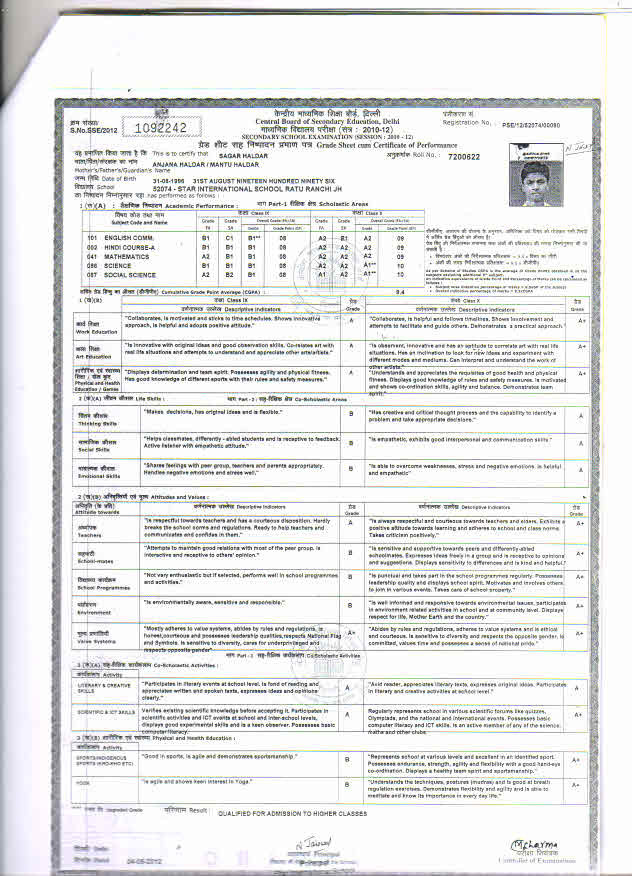 क्रम संख्या/
S.No.SSE/2012 1092242
केन्द्रीय माध्यमिक शिक्षा बोर्ड, दिल्ली
Central Board of Secondary Education, Delhi
माध्यमिक विद्यालय परीक्षा (सत्र : 2010-12)
SECONDARY SCHOOL EXAMINATION (SESSION : 2010 - 12)
ग्रेड शीट सह निष्पादन प्रमाण पत्र Grade Sheet cum Certificate of Performance
Registration No. : PSE/12/52074/00090
यह प्रमाणित किया जाता है कि This is to certify that SAGAR HALDAR
अनुक्रमांक Roll No. : 7200622
ANJANA HALDAR / MANTU HALDAR
Mother's/Father's/Guardian's Name
जन्म तिथि Date of Birth 31-08-1996 31ST AUGUST NINETEEN HUNDRED NINETY SIX
विद्यालय School 52074 - STAR INTERNATIONAL SCHOOL RATU RANCHI JH
has performed as follows :
1 :(क)(A) : शैक्षणिक निष्पादन Academic Performance : भाग Part-1 शैक्षिक क्षेत्र Scholastic Areas
विषय कोड तथा नाम
Subject Code and Name
कक्षा Class IX
कक्षा Class X
Grade FA Grade SA Grade Grade Point (GP) Grade FA Grade SA Grade Grade Point (GP)
101 ENGLISH COMM. B1 C1 B1** 08 A2 B1 A2 09
002 HINDI COURSE-A B1 B1 B1 08 A2 A2 A2 09
041 MATHEMATICS A2 B1 B1 08 A2 A2 A2 09
086 SCIENCE B1 B1 B1 08 A2 A2 A1** 10
087 SOCIAL SCIENCE A2 B2 B1 08 A1 A2 A1** 10
Cumulative Grade Point Average (CGPA) : 9.4
1 (ख)(B)
कक्षा Class IX
वर्णनात्मक उल्लेख Descriptive Indicators
ग्रेड Grade
कक्षा Class X
वर्णनात्मक उल्लेख Descriptive Indicators
ग्रेड Grade
कार्य शिक्षा
Work Education
"Collaborates, is motivated and sticks to time schedules. Shows innovative
approach, is helpful and adopts positive attitude."
A
"Collaborates, is helpful and follows timelines. Shows involvement and
attempts to facilitate and guide others. Demonstrates a practical approach."
A+
कला शिक्षा
Art Education
"Is innovative with original ideas and good observation skills. Co-relates art with
real life situations and attempts to understand and appreciate other arts/artists."
A
"Is observant, innovative and has an aptitude to correlate art with real life
situations. Has an inclination to look for new ideas and experiment with
different modes and mediums. Can interpret and understand the work of
other artists."
A+
Physical and Health
Education / Games
"Displays determination and team spirit. Possesses agility and physical fitness.
Has good knowledge of different sports with their rules and safety measures."
A
"Understands and appreciates the requisites of good health and physical
fitness. Displays good knowledge of rules and safety measures. Is motivated
and shows co-ordination skills, agility and balance. Demonstrates team
spirit."
A+
2 (क)(A) जीवन कौशल Life Skills : भाग Part - 2 : सह-शैक्षिक क्षेत्र Co-Scholastic Areas
चिंतन कौशल
Thinking Skills
"Makes decisions, has original ideas and is flexible."
B
"Has creative and critical thought process and the capability to identify a
problem and take appropriate decisions."
A
सामाजिक कौशल
Social Skills
"Helps classmates, differently - abled students and is receptive to feedback.
Active listener with empathetic attitude."
B
"Is empathetic, exhibits good interpersonal and communication skills."
A
भावनात्मक कौशल
Emotional Skills
"Shares feelings with peer group, teachers and parents appropriately.
Handles negative emotions and stress well."
B
"Is able to overcome weaknesses, stress and negative emotions. Is helpful
and empathetic"
A
2 (ख)(B) अभिवृत्तियाँ एवं मूल्य Attitudes and Values :
अभिवृत्ति (के प्रति)
Attitude towards
वर्णनात्मक उल्लेख Descriptive Indicators
ग्रेड Grade
वर्णनात्मक उल्लेख Descriptive Indicators
ग्रेड Grade
अध्यापक
Teachers
"Is respectful towards teachers and has a courteous disposition. Hardly
breaks the school norms and regulations. Ready to help teachers and
communicates and confides in them."
B
"Is always respectful and courteous towards teachers and elders. Exhibits a
positive attitude towards learning and adheres to school and class norms.
Takes criticism positively."
A+
सहपाठी
School-mates
"Attempts to maintain good relations with most of the peer group. Is
interactive and receptive to others' opinion."
B
"Is sensitive and supportive towards peers and differently-abled
schoolmates. Expresses ideas freely in a group and is receptive to opinions
and suggestions. Displays sensitivity to differences and is kind and helpful."
A+
विद्यालय कार्यक्रम
School Programmes
"Not very enthusiastic but if selected, performs well in school programmes
and activities."
B
"Is punctual and takes part in the school programmes regularly. Possesses
leadership quality and displays school spirit. Motivates and involves others
to join in various events. Takes care of school property."
A+
पर्यावरण
Environment
"Is environmentally aware, sensitive and responsible."
B
"Is well informed and responsive towards environmental issues, participates
in environment related activities in school and at community level. Displays
respect for life, Mother Earth and the country."
A+
मूल्य प्रणालियाँ
Value Systems
"Mostly adheres to value systems, abides by rules and regulations, is
honest,courteous and possesses leadership qualities,respects National Flag
and Symbols. Is sensitive to diversity, cares for underprivileged and
respects opposite gender"
A+
"Abides by rules and regulations, adheres to value systems and is ethical
and courteous. Is sensitive to diversity and respects the opposite gender. Is
committed, values time and possesses a sense of national pride."
A+
भाग Part - 3 सह-शैक्षिक कार्यकलाप Co-Scholastic Activities
3 (क)(A) सह-शैक्षिक कार्यकलाप Co-Scholastic Activities :
कार्यकलाप Activity
LITERARY & CREATIVE
SKILLS
"Participates in literary events at school level. Is fond of reading and
appreciates written and spoken texts, expresses ideas and opinions
clearly."
A
"Avid reader, appreciates literary texts, expresses original ideas. Participates
in literary and creative activities at school level."
A
SCIENTIFIC & ICT SKILLS
Verifies existing scientific knowledge before accepting it. Participates in
scientific activities and ICT events at school and inter-school levels,
displays good experimental skills and is a keen observer. Possesses basic
computer literacy."
A
Regularly represents school in various scientific forums like quizzes,
Olympiads, and the national and international events. Possesses basic
computer literacy and ICT skills. Is an active member of any of the science,
maths and other clubs.
A+
3 (ख)(B) शारीरिक एवं स्वास्थ्य Physical and Health Education :
कार्यकलाप Activity
SPORTS/INDIGENOUS
SPORTS (KHO-KHO ETC)
"Good in sports, is agile and demonstrates sportsmanship."
B
"Represents school at various levels and excellent in an identified sport.
Possesses endurance, strength, agility and flexibility with a good hand-eye
co-ordination. Displays a healthy team spirit and sportsmanship."
A+
YOGA
"Is agile and shows keen interest in Yoga."
B
"Understands the techniques, postures (mudras) and is good at breath
regulation exercises. Demonstrates flexibility and agility and is able to
meditate and know its importance in every day life."
A+
Upgraded Grade परिणाम Result : QUALIFIED FOR ADMISSION TO HIGHER CLASSES
Delhi
Dated 04-06-2012
Principal
परीक्षा नियंत्रक
Controller of Examinations